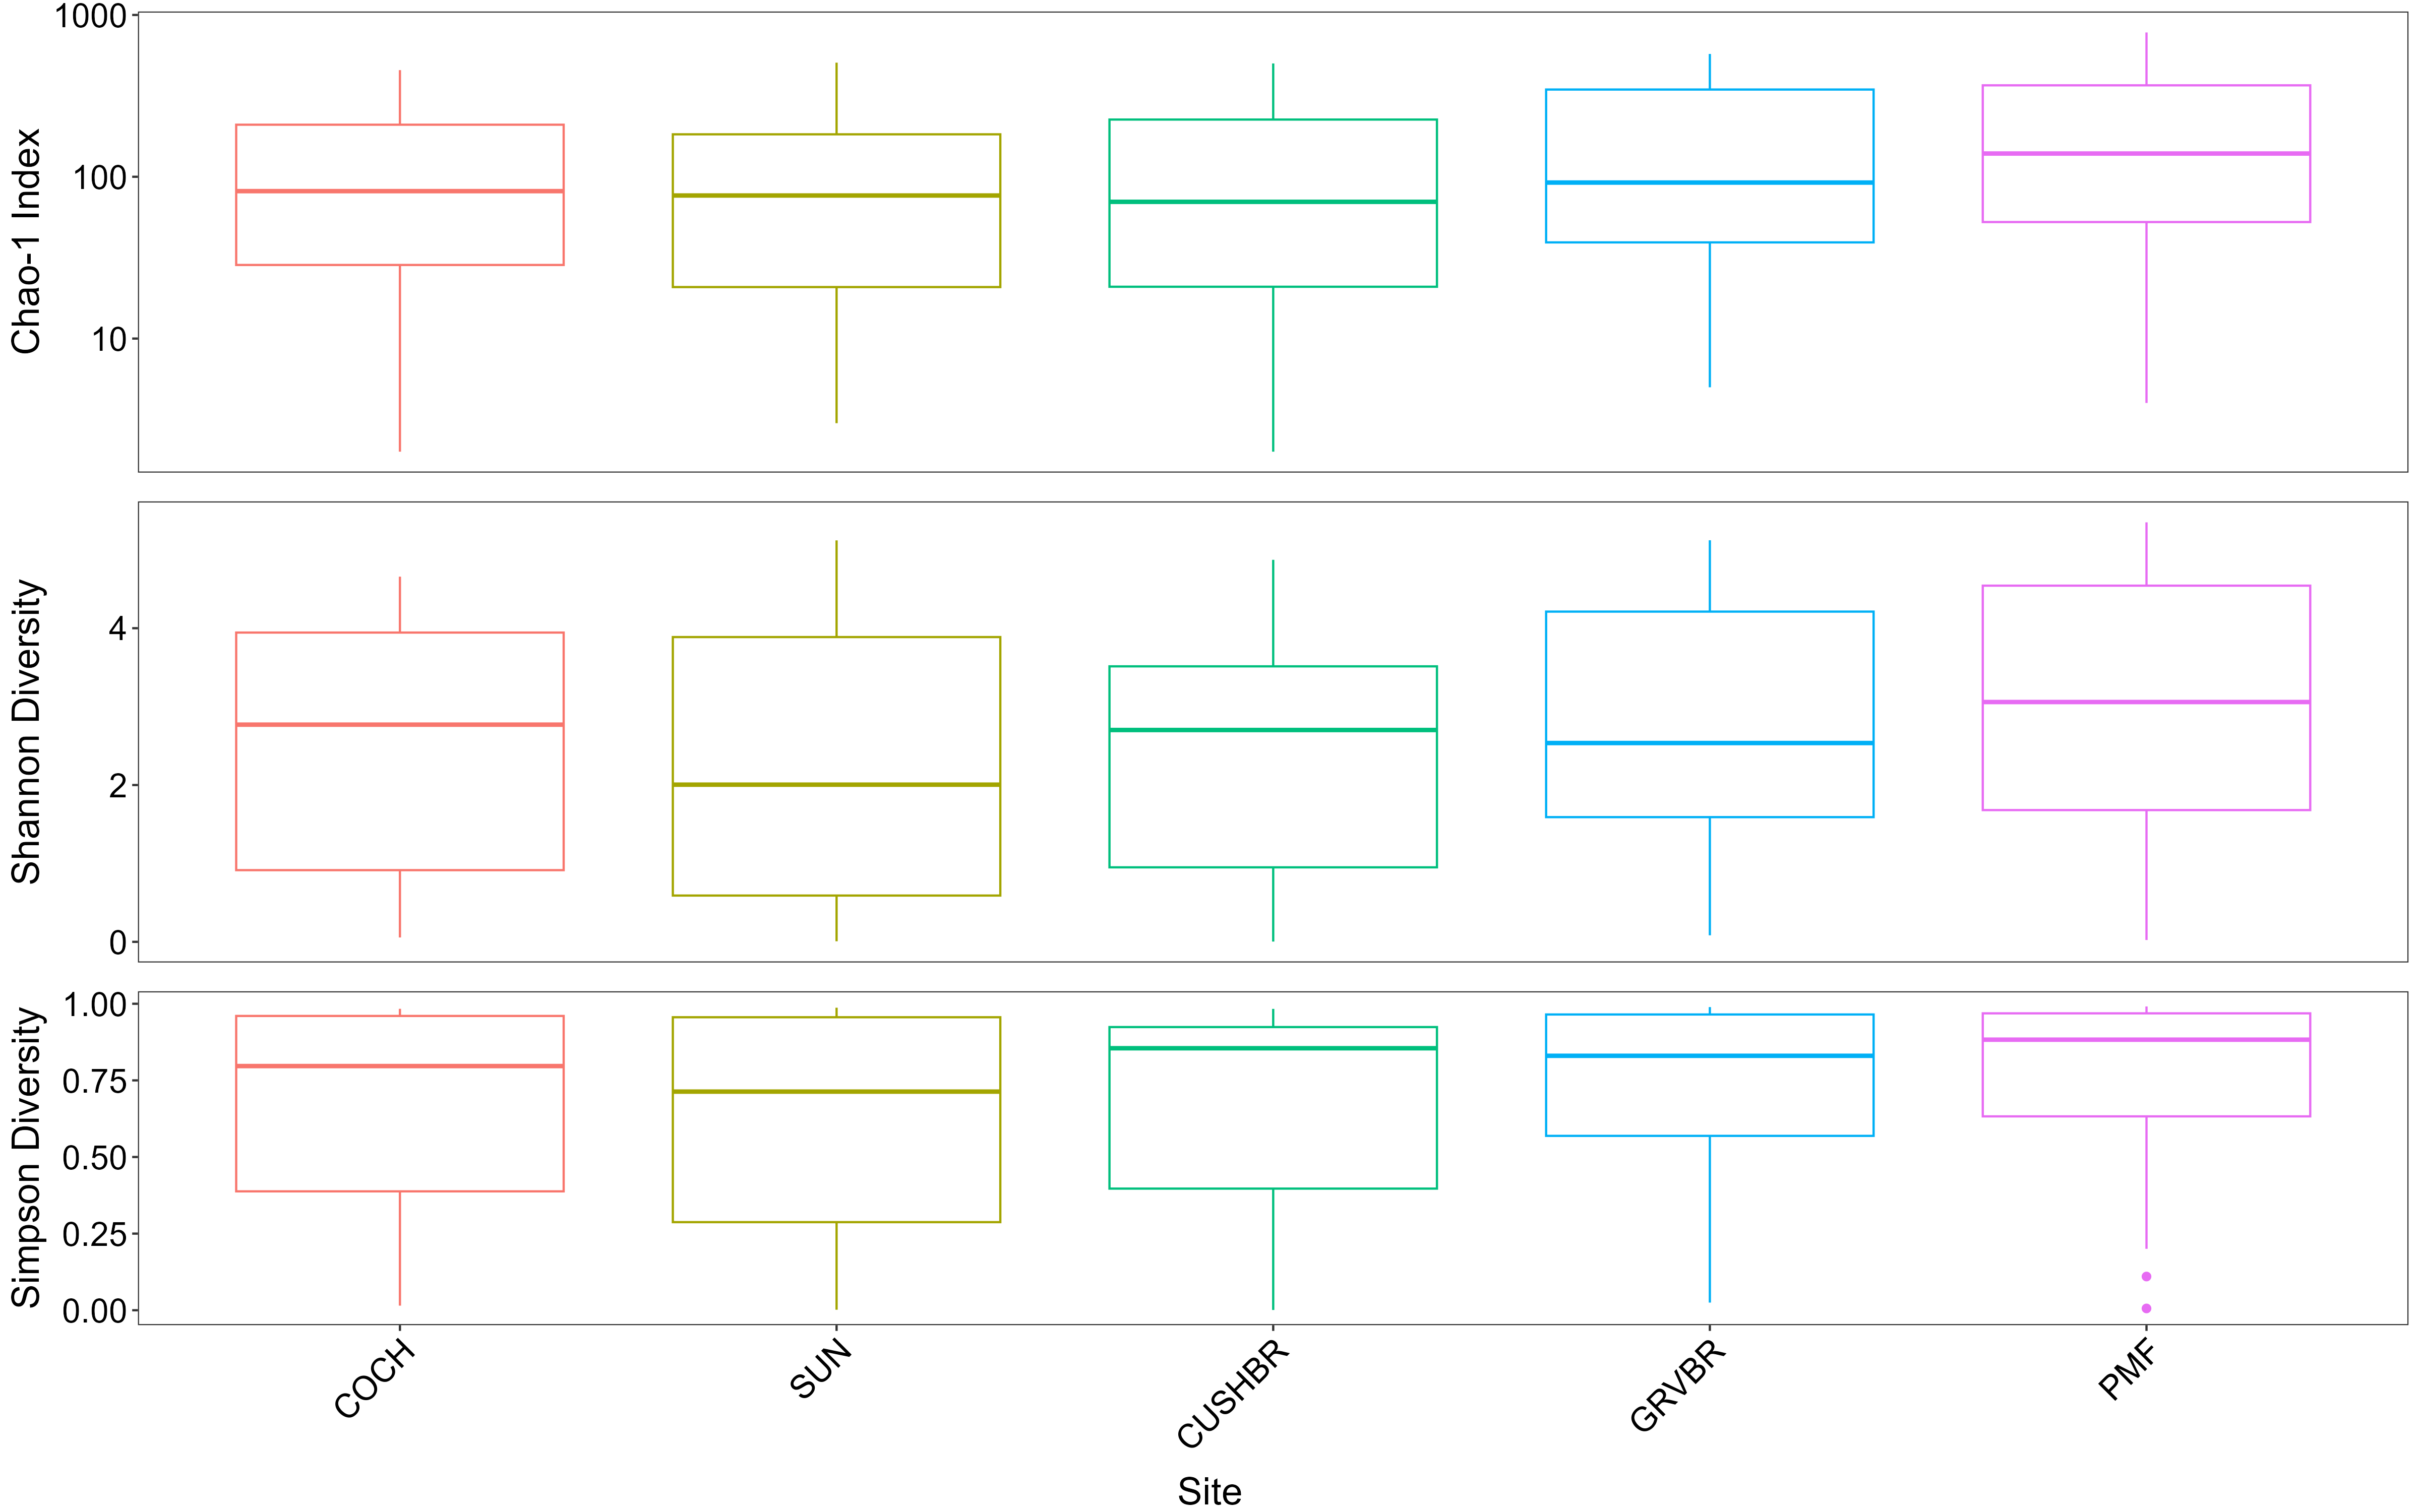 Chao-1 Index
1000
100
10
Shannon Diversity
4
2
0
Simpson Diversity
1.00
0.75
0.50
0.25
0.00
COCH
SUN
CUSHBR
GRVBR
PMF
Site